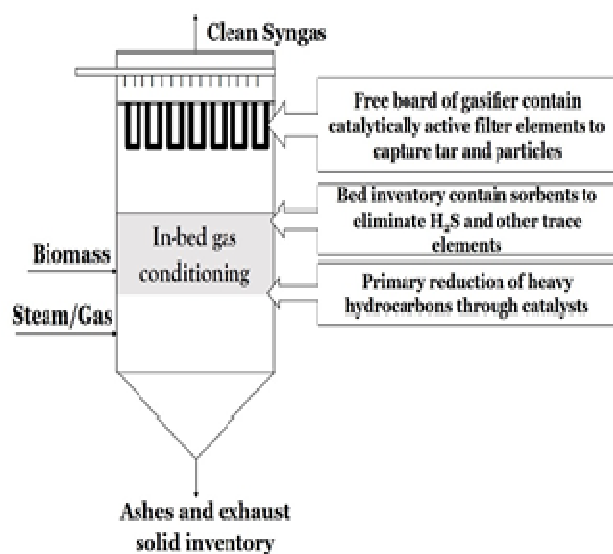 Clean Syngas
Free board of gasifier contain
catalytically active filter elements to
capture tar and particles
Bed inventory contain sorbents to
eliminate H₂S and other trace
elements
In-bed gas
conditioning
Biomass
Primary reduction of heavy
hydrocarbons through catalysts
Steam/Gas
Ashes and exhaust
solid inventory